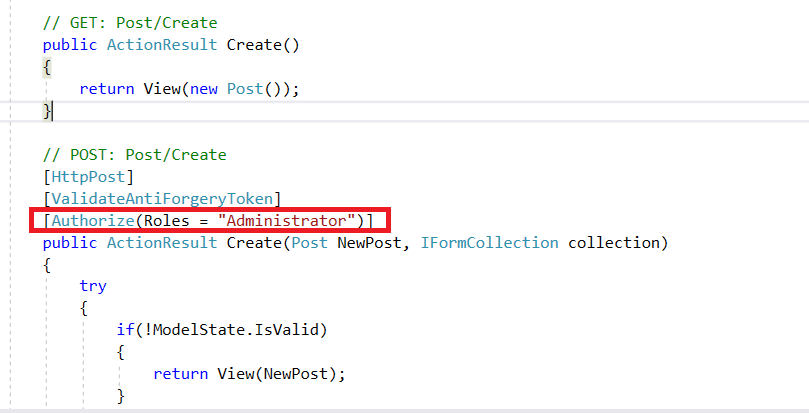 // GET: Post/Create
public ActionResult Create()
{
return View(new Post());
}
// POST: Post/Create
[HttpPost]
[ValidateAntiForgeryToken]
[Authorize(Roles = "Administrator")]
public ActionResult Create(Post NewPost, IFormCollection collection)
{
try
{
if(!ModelState.IsValid)
{
return View(NewPost);
}